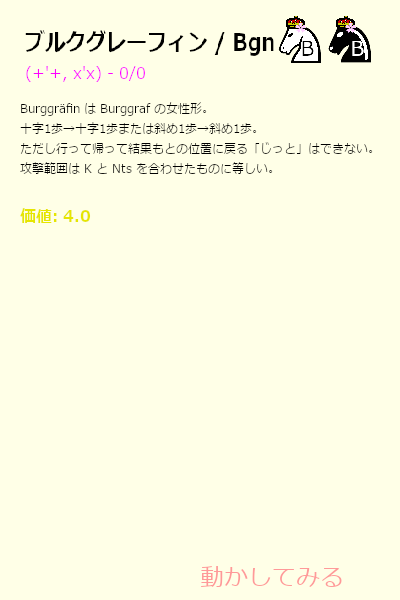 ブルクグレーフィン / Bgn
B B
(+'+, x'x) - 0/0
Burggräfin は Burggraf の女性形。
十字1歩→十字1歩または斜め1歩→斜め1歩。
ただし行って帰って結果もとの位置に戻る「じっと」はできない。
攻撃範囲は K と Nts を合わせたものに等しい。
価値: 4.0
動かしてみる